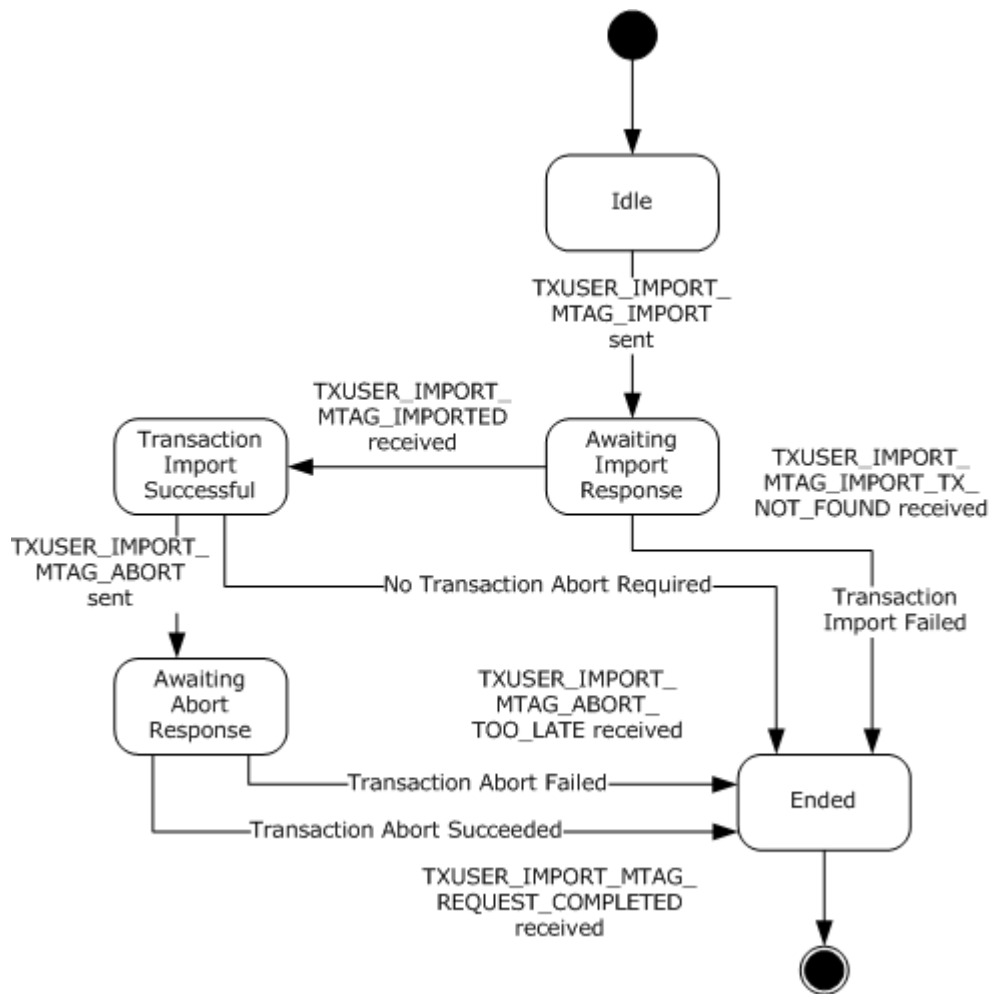 Idle
TXUSER_IMPORT_
MTAG_IMPORT
sent
TXUSER_IMPORT_
MTAG_IMPORTED
received
Transaction
Import
Successful
Awaiting
Import
Response
TXUSER_IMPORT_
MTAG_IMPORT_TX_
NOT_FOUND received
TXUSER_IMPORT_
MTAG_ABORT
sent
No Transaction Abort Required
Transaction
Import Failed
Awaiting
Abort
Response
TXUSER_IMPORT_
MTAG_ABORT_
TOO_LATE received
Transaction Abort Failed
Ended
Transaction Abort Succeeded
TXUSER_IMPORT_MTAG_
REQUEST_COMPLETED
received